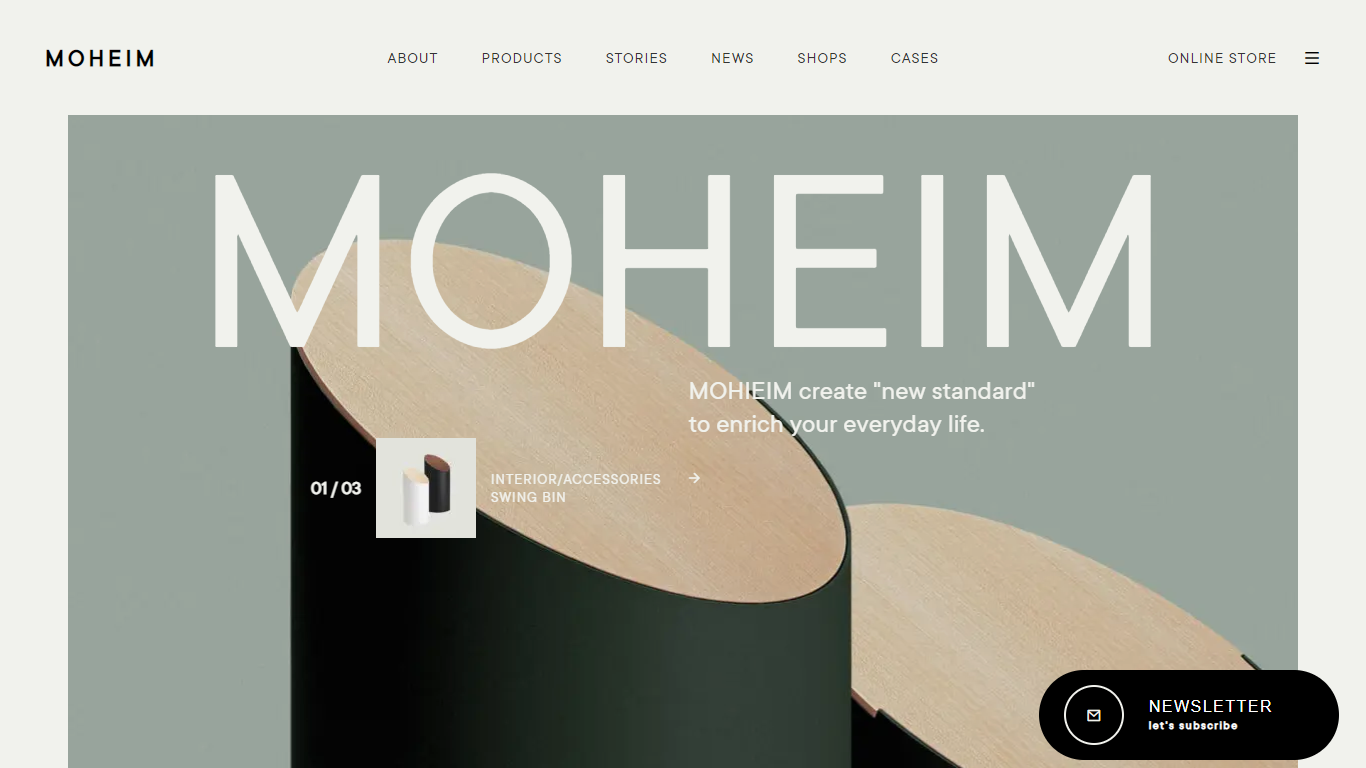 MOHEIM
ABOUT PRODUCTS STORIES NEWS SHOPS CASES
ONLINE STORE
MOHEIM
MOHIEIM create "new standard"
to enrich your everyday life.
01 / 03
INTERIOR/ACCESSORIES
SWING BIN
NEWSLETTER
let's subscribe